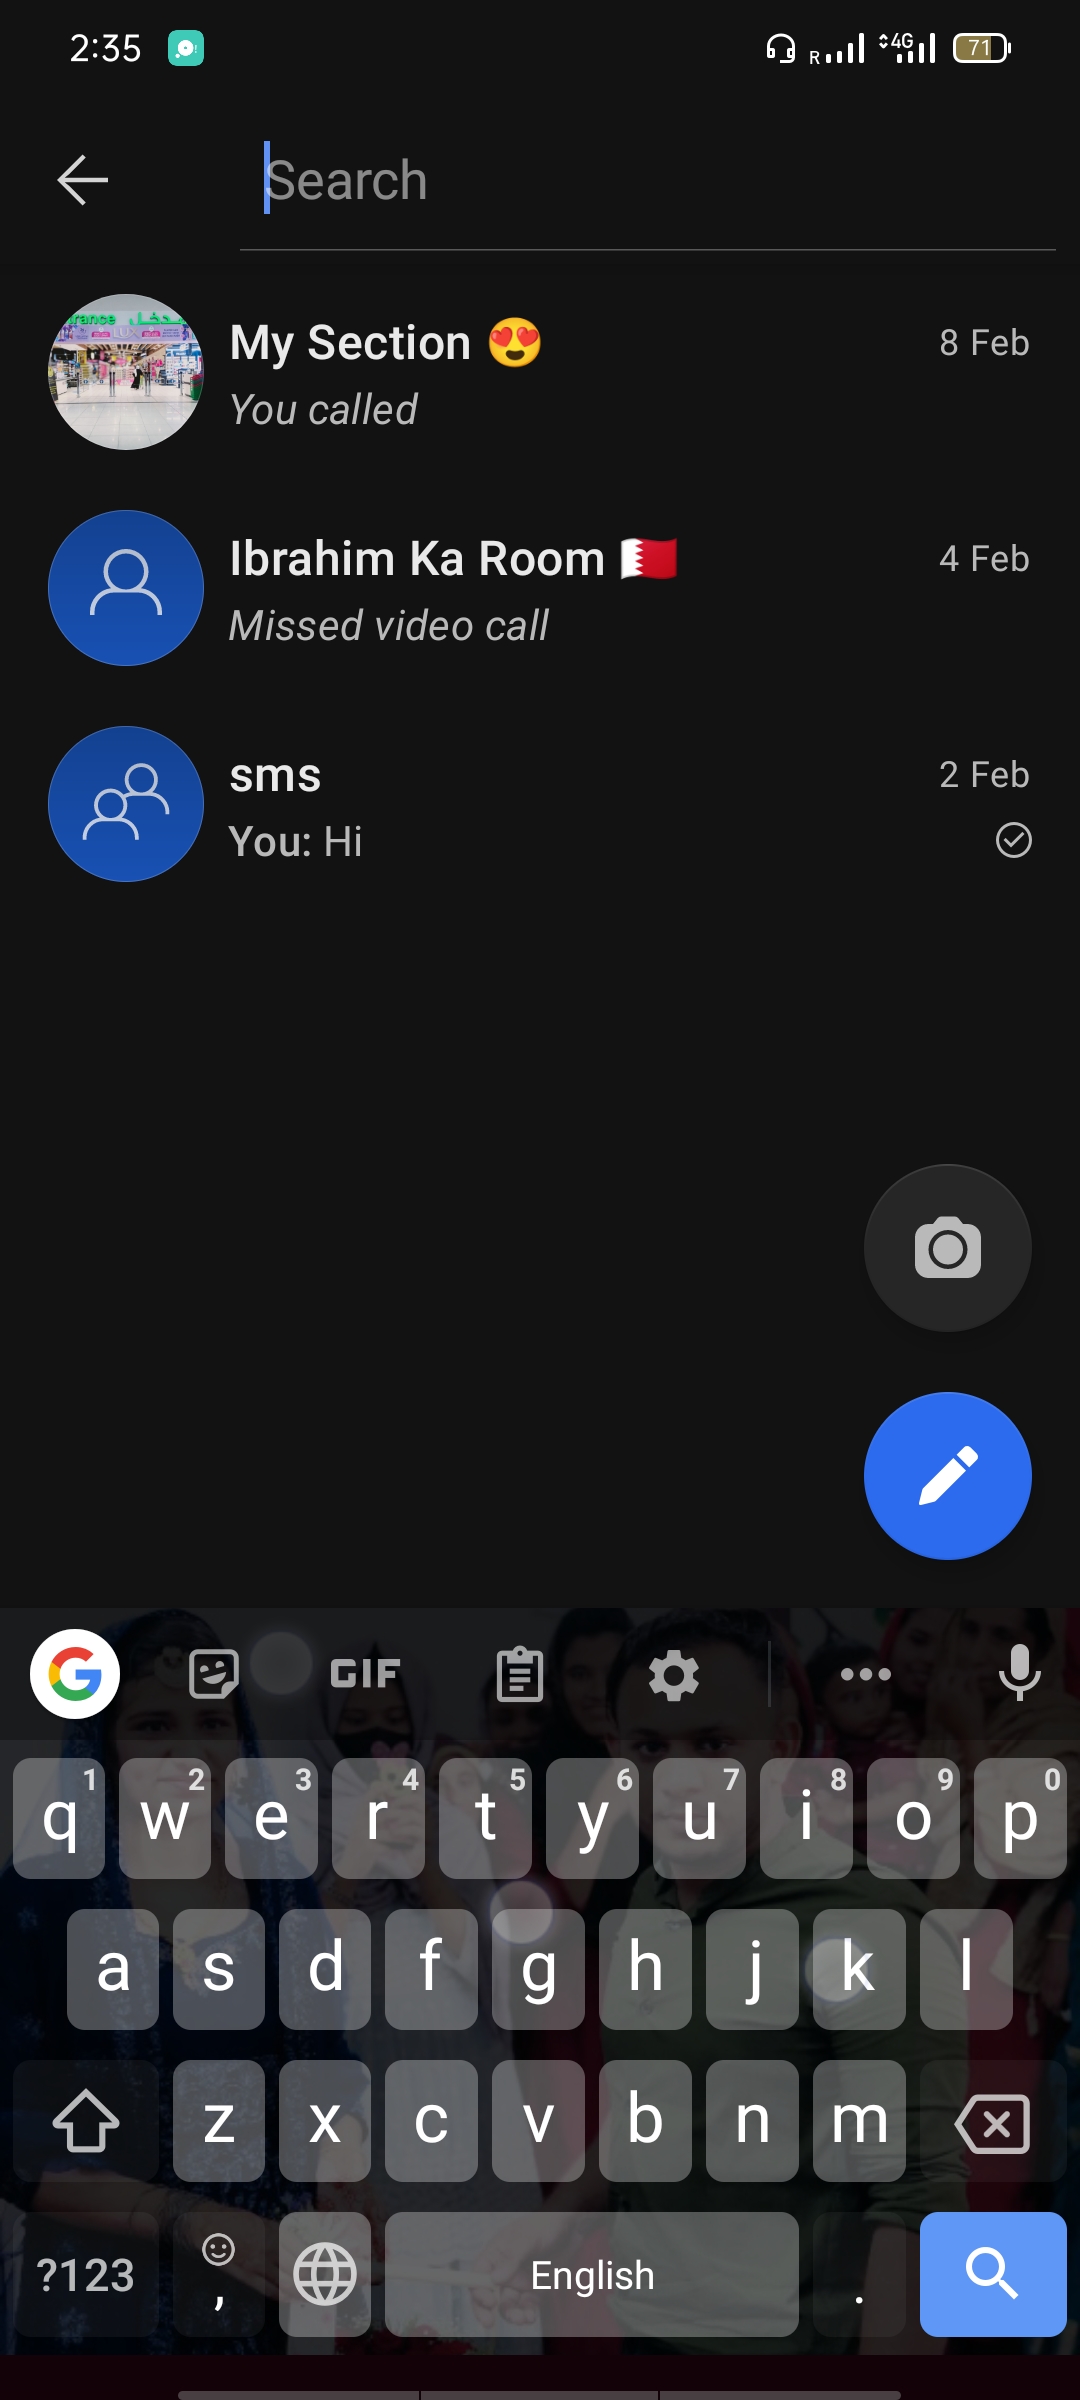 2:35
R 4G 71
Search
My Section 😍 8 Feb
You called
Ibrahim Ka Room 🇧🇭 4 Feb
Missed video call
sms 2 Feb
You: Hi
GIF
1 2 3 4 5 6 7 8 9 0
q w e r t y u i o p
a s d f g h j k l
z x c v b n m
?123 , English .